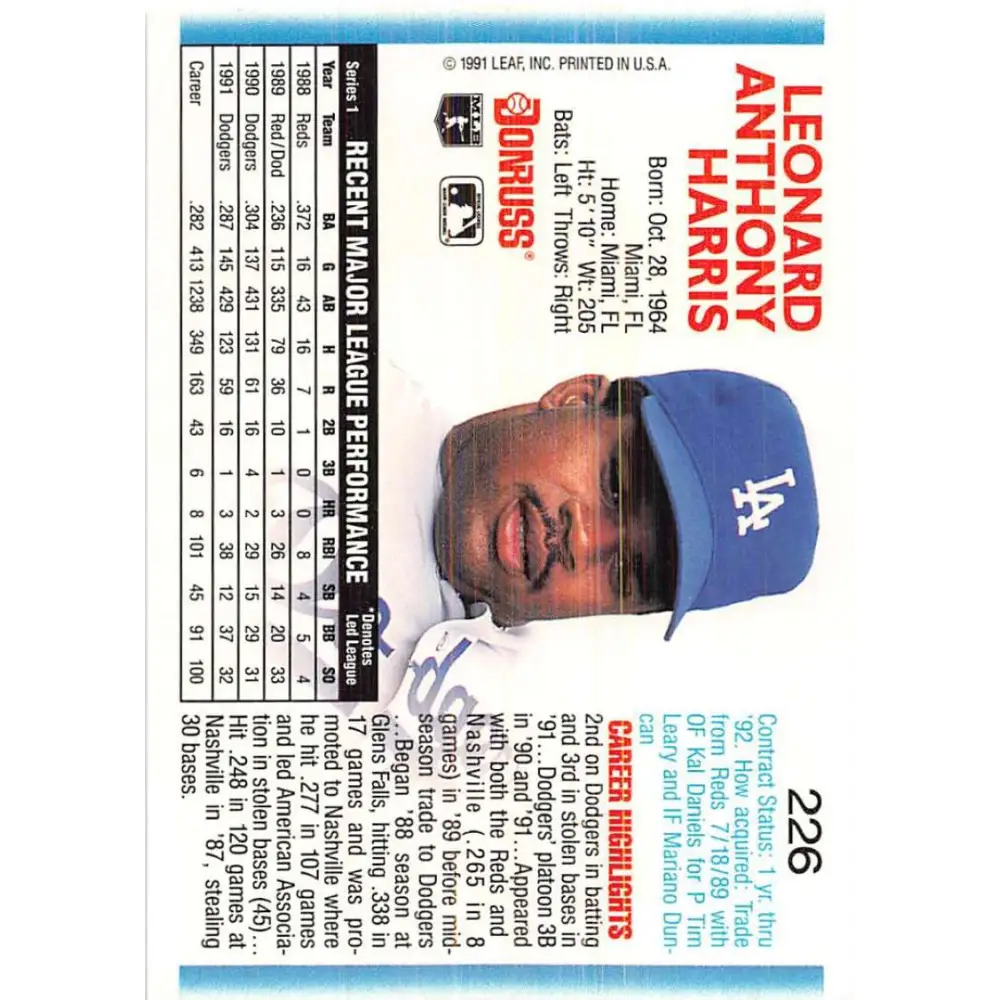 LEONARD
ANTHONY
HARRIS
Born: Oct. 28, 1964
Miami, FL
Home: Miami, FL
Ht: 5'10" Wt: 205
Bats: Left Throws: Right
DONRUSS®
MLB
© 1991 LEAF, INC. PRINTED IN U.S.A.
LA
226
Contract Status: 1 yr. thru
'92. How acquired: Trade
from Reds 7/18/89 with
OF Kal Daniels for P Tim
Leary and IF Mariano Dun-
can
CAREER HIGHLIGHTS
2nd on Dodgers in batting
and 3rd in stolen bases in
'91...Dodgers' platoon 3B
in '90 and '91...Appeared
with both the Reds and
Nashville (.265 in 8
games) in '89 before mid-
season trade to Dodgers
...Began '88 season at
Glens Falls, hitting .338 in
17 games and was pro-
moted to Nashville where
he hit .277 in 107 games
and led American Associa-
tion in stolen bases (45)...
Hit .248 in 120 games at
Nashville in '87, stealing
30 bases.
Series 1 RECENT MAJOR LEAGUE PERFORMANCE *Denotes
Led League
Year Team BA G AB H R 2B 3B HR RBI SB BB SO
1988 Reds .372 16 43 16 7 1 0 0 8 4 5 4
1989 Red/Dod .236 115 335 79 36 10 1 3 26 14 20 33
1990 Dodgers .304 137 431 131 61 16 4 2 29 15 29 31
1991 Dodgers .287 145 429 123 59 16 1 3 38 12 37 32
Career .282 413 1238 349 163 43 6 8 101 45 91 100